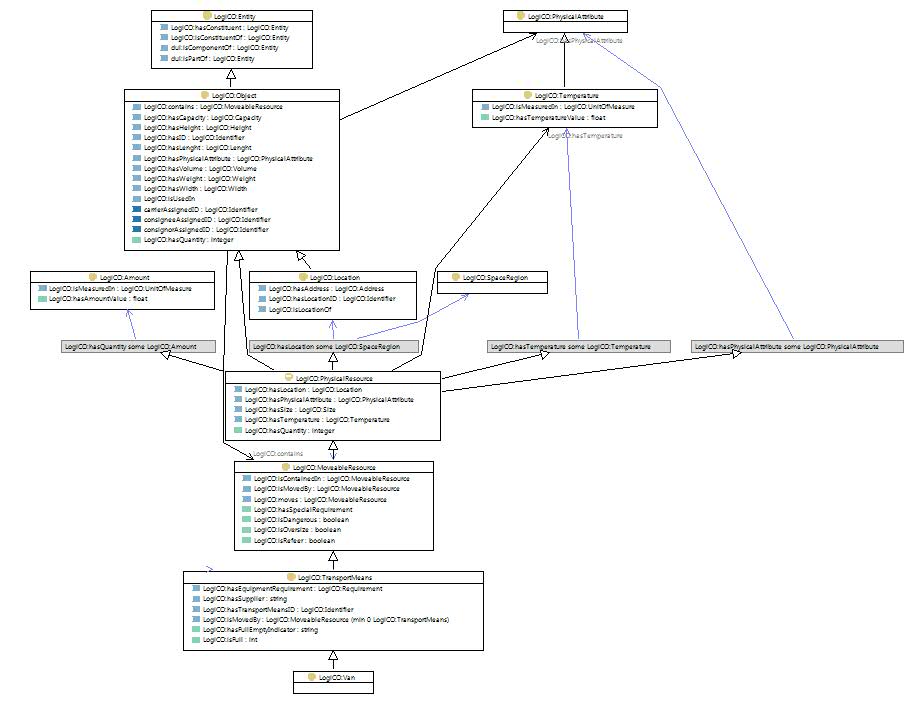 LogiCO:Entity
LogiCO:hasConstituent : LogiCO:Entity
LogiCO:isConstituentOf : LogiCO:Entity
dul:isComponentOf : LogiCO:Entity
dul:isPartOf : LogiCO:Entity
LogiCO:PhysicalAttribute
LogiCO:hasPhysicalAttribute
LogiCO:Object
LogiCO:contains : LogiCO:MoveableResource
LogiCO:hasCapacity : LogiCO:Capacity
LogiCO:hasHeight : LogiCO:Height
LogiCO:hasID : LogiCO:Identifier
LogiCO:hasLenght : LogiCO:Lenght
LogiCO:hasPhysicalAttribute : LogiCO:PhysicalAttribute
LogiCO:hasVolume : LogiCO:Volume
LogiCO:hasWeight : LogiCO:Weight
LogiCO:hasWidth : LogiCO:Width
LogiCO:isUsedIn
carrierAssignedID : LogiCO:Identifier
consigneeAssignedID : LogiCO:Identifier
consignorAssignedID : LogiCO:Identifier
LogiCO:hasQuantity : integer
LogiCO:Temperature
LogiCO:isMeasuredIn : LogiCO:UnitOfMeasure
LogiCO:hasTemperatureValue : float
LogiCO:hasTemperature
LogiCO:Amount
LogiCO:isMeasuredIn : LogiCO:UnitOfMeasure
LogiCO:hasAmountValue : float
LogiCO:Location
LogiCO:hasAddress : LogiCO:Address
LogiCO:hasLocationID : LogiCO:Identifier
LogiCO:isLocationOf
LogiCO:SpaceRegion
LogiCO:hasQuantity some LogiCO:Amount
LogiCO:hasLocation some LogiCO:SpaceRegion
LogiCO:hasTemperature some LogiCO:Temperature
LogiCO:hasPhysicalAttribute some LogiCO:PhysicalAttribute
LogiCO:PhysicalResource
LogiCO:hasLocation : LogiCO:Location
LogiCO:hasPhysicalAttribute : LogiCO:PhysicalAttribute
LogiCO:hasSize : LogiCO:Size
LogiCO:hasTemperature : LogiCO:Temperature
LogiCO:hasQuantity : integer
LogiCO:contains
LogiCO:MoveableResource
LogiCO:isContainedIn : LogiCO:MoveableResource
LogiCO:isMovedBy : LogiCO:MoveableResource
LogiCO:moves : LogiCO:MoveableResource
LogiCO:hasSpecialRequirement
LogiCO:isDangerous : boolean
LogiCO:isOversize : boolean
LogiCO:isRefeer : boolean
LogiCO:TransportMeans
LogiCO:hasEquipmentRequirement : LogiCO:Requirement
LogiCO:hasSupplier : string
LogiCO:hasTransportMeansID : LogiCO:Identifier
LogiCO:isMovedBy : LogiCO:MoveableResource (min 0 LogiCO:TransportMeans)
LogiCO:hasFullEmptyIndicator : string
LogiCO:isFull : int
LogiCO:Van